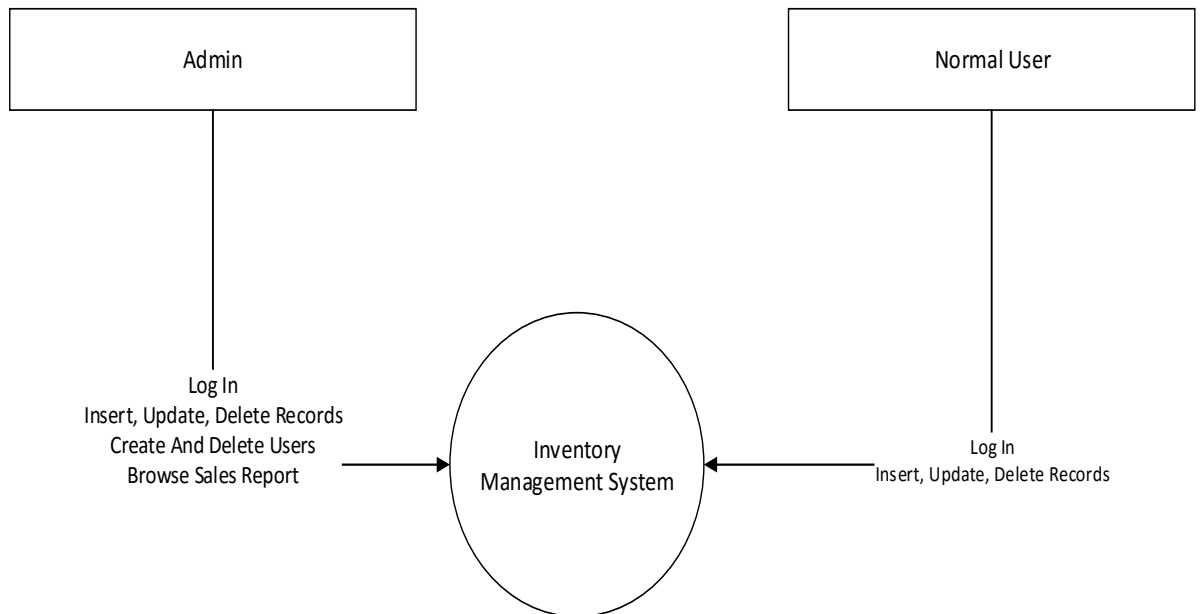 Admin
Normal User
Log In
Insert, Update, Delete Records
Create And Delete Users
Browse Sales Report
Inventory
Management System
Log In
Insert, Update, Delete Records